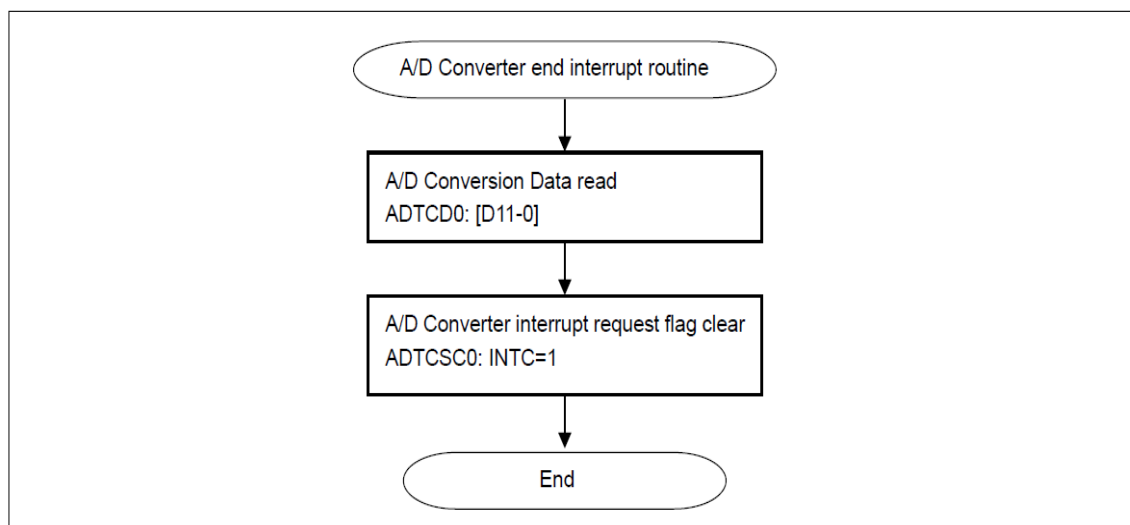 A/D Converter end interrupt routine
A/D Conversion Data read
ADTCD0: [D11-0]
A/D Converter interrupt request flag clear
ADTCSC0: INTC=1
End